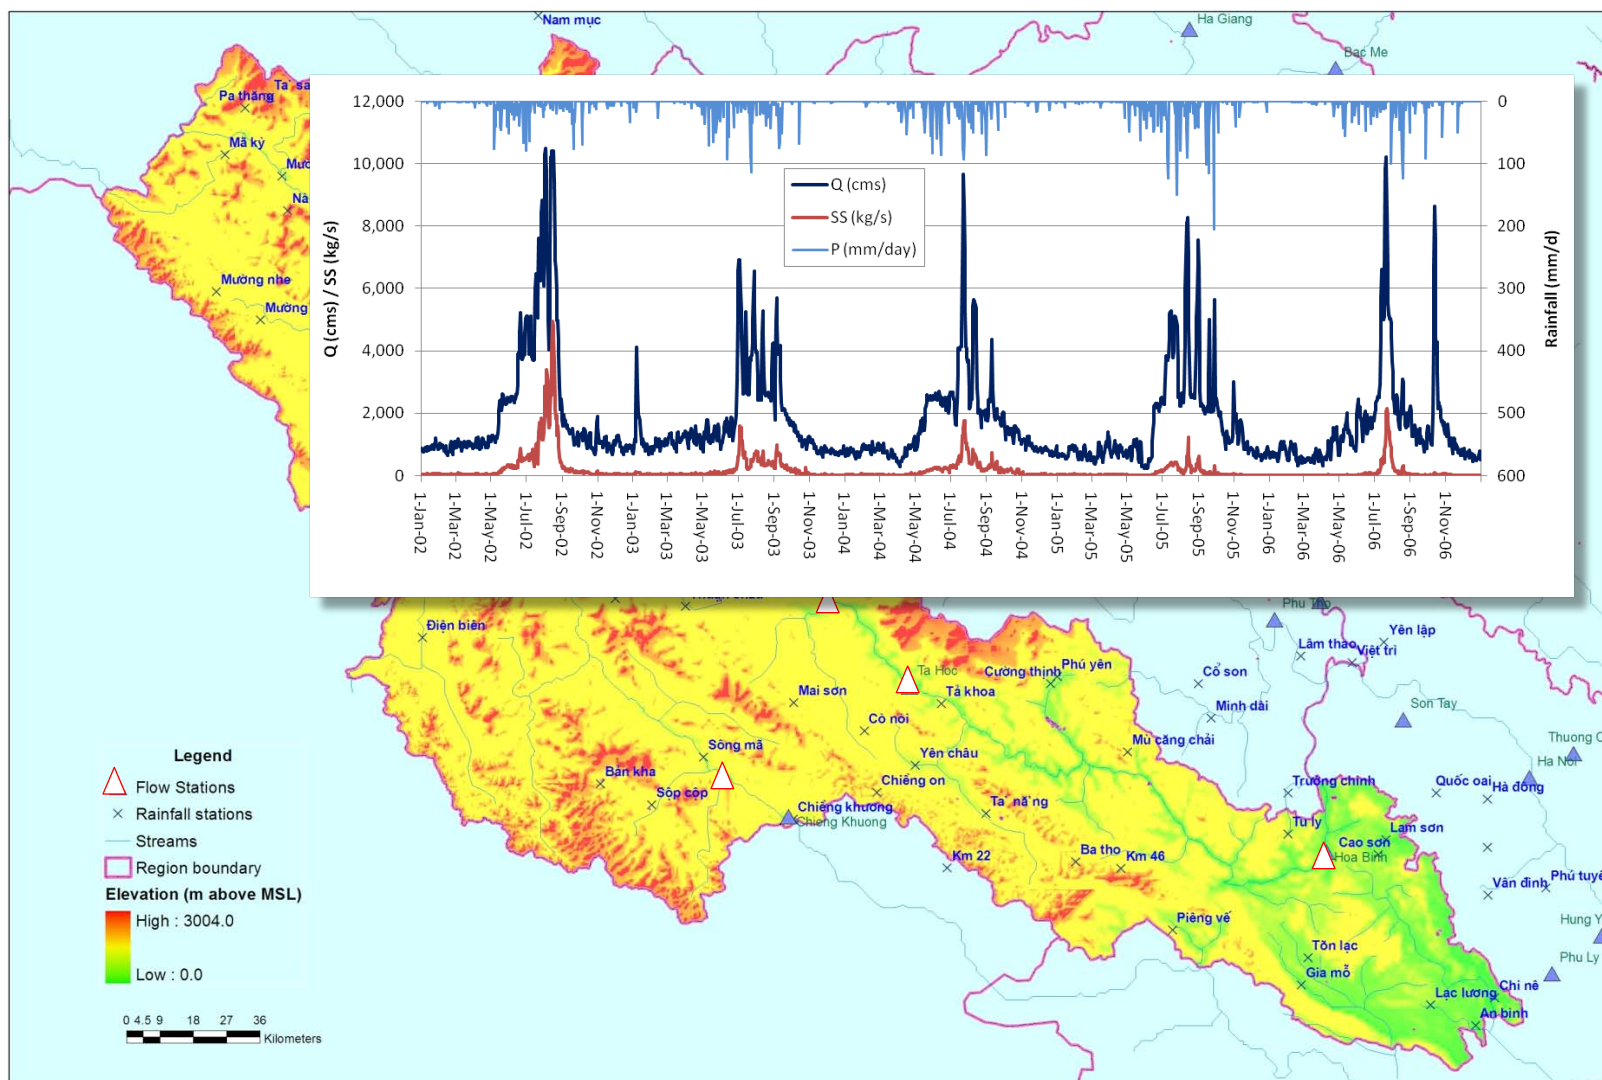 Nam mục
Ha Giang
Bac Me
Pa thăng
Mã kỳ
Mường nhe
Mường
12,000
10,000
8,000
6,000
4,000
2,000
0
Q (cms) / SS (kg/s)
Q (cms)
SS (kg/s)
P (mm/day)
0
100
200
300
400
500
600
Rainfall (mm/d)
1-Jan-02
1-Mar-02
1-May-02
1-Jul-02
1-Sep-02
1-Nov-02
1-Jan-03
1-Mar-03
1-May-03
1-Jul-03
1-Sep-03
1-Nov-03
1-Jan-04
1-Mar-04
1-May-04
1-Jul-04
1-Sep-04
1-Nov-04
1-Jan-05
1-Mar-05
1-May-05
1-Jul-05
1-Sep-05
1-Nov-05
1-Jan-06
1-Mar-06
1-May-06
1-Jul-06
1-Sep-06
1-Nov-06
Phu Tho
Điện biên
Yên lập
Lâm thao
Việt trì
Ta Hoc
Cường thịnh
Phú yên
Cổ son
Mai sơn
Tả khoa
Minh dài
Son Tay
Cò nòi
Sông mã
Yên châu
Mù căng chải
Thuong C
Ha Noi
Bản kha
Sộp cộp
Chiềng on
Trường chinh
Quốc oai
Hà đông
Chiềng khương
Chieng Khuong
Ta nă ng
Tu lý
Lam sơn
Cao sơn
Hoa Binh
Km 22
Ba tho
Km 46
Vân đình
Phú tuyê
Piêng vế
Hung Y
Tồn lạc
Phu Ly
Gia mỗ
Lạc lương
Chi nê
An bình
Legend
Flow Stations
Rainfall stations
Streams
Region boundary
Elevation (m above MSL)
High : 3004.0
Low : 0.0
0 4.5 9 18 27 36
Kilometers